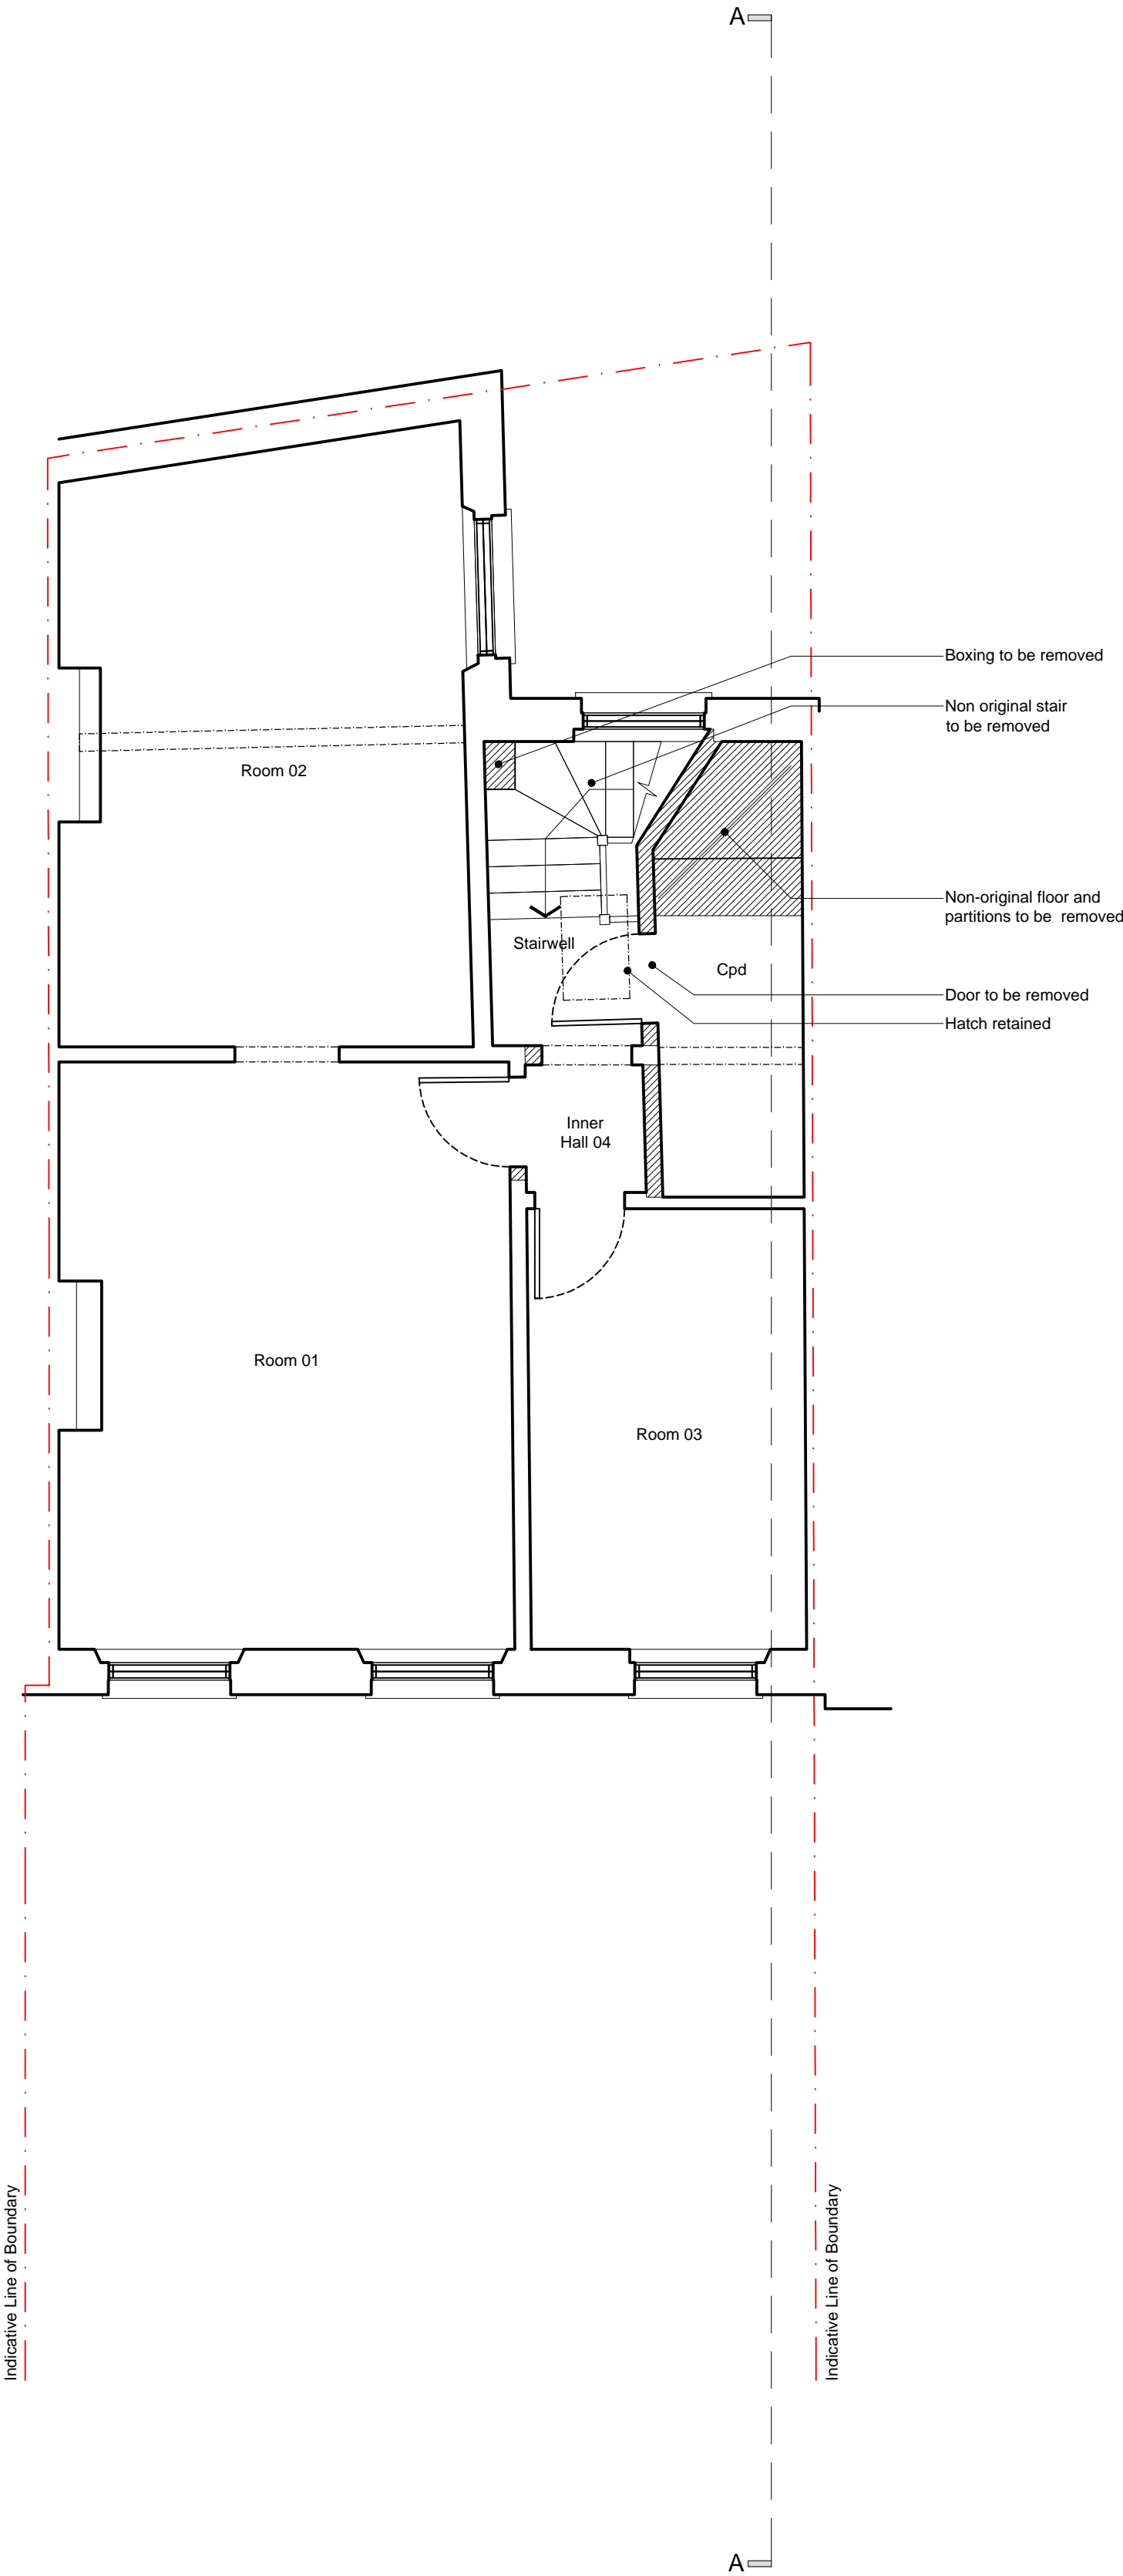 A
Boxing to be removed
Non original stair
to be removed
Room 02
Non-original floor and
partitions to be  removed
Stairwell
Cpd
Door to be removed
Hatch retained
Inner
Hall 04
Room 01
Room 03
Indicative Line of Boundary
Indicative Line of Boundary
A